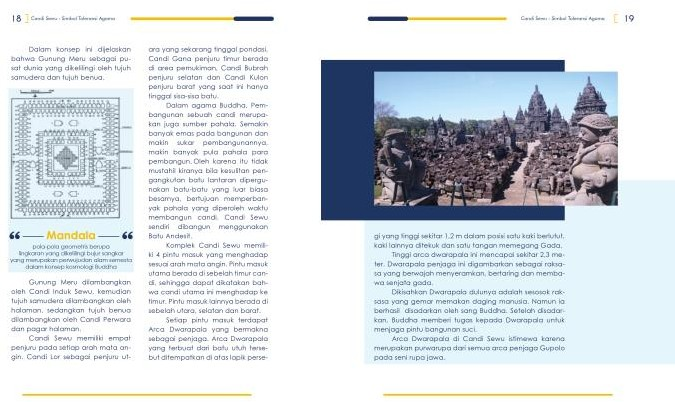 18
Candi Sewu - Simbol Toleransi Agama
Dalam konsep ini dijelaskan
bahwa Gunung Meru sebagai pu-
sat dunia yang dikelilingi oleh tujuh
samudera dan tujuh benua.
Mandala
pola-pola geometris berupa
lingkaran yang dikelilingi bujur sangkar
yang merupakan perwujudan alam semesta
dalam konsep kosmologi Buddha
Gunung Meru dilambangkan
oleh Candi Induk Sewu, kemudian
tujuh samudera dilambangkan oleh
halaman, sedangkan tujuh benua
dilambangkan oleh Candi Perwara
dan pagar halaman.
Candi Sewu memiliki empat
penjuru pada setiap arah mata an-
gin. Candi Lor sebagai penjuru ut-
ara yang sekarang tinggal pondasi,
Candi Gana penjuru timur berada
di area pemukiman, Candi Bubrah
penjuru selatan dan Candi Kulon
penjuru barat yang saat ini hanya
tinggal sisa-sisa batu.
Dalam agama Buddha, Pem-
bangunan sebuah candi merupa-
kan juga sumber pahala. Semakin
banyak emas pada bangunan dan
makin sukar pembangunannya,
makin banyak pula pahala para
pembangun. Oleh karena itu tidak
mustahil kiranya bila kesulitan pen-
gangkutan batu lantaran dipergu-
nakan batu-batu yang luar biasa
besarnya, bertujuan memperban-
yak pahala yang diperoleh waktu
membangun candi. Candi Sewu
sendiri dibangun menggunakan
Batu Andesit.
Komplek Candi Sewu memili-
ki 4 pintu masuk yang menghadap
sesuai arah mata angin. Pintu masuk
utama berada di sebelah timur can-
di, sehingga dapat dikatakan bah-
wa candi utama ini menghadap ke
timur. Pintu masuk lainnya berada di
sebelah utara, selatan dan barat.
Setiap pintu masuk terdapat
Arca Dwarapala yang bermakna
sebagai penjaga. Arca Dwarapala
yang terbuat dari batu utuh terse-
but ditempatkan di atas lapik perse-
Candi Sewu - Simbol Toleransi Agama
19
gi yang tinggi sekitar 1,2 m dalam posisi satu kaki berlutut,
kaki lainnya ditekuk dan satu tangan memegang Gada.
Tinggi arca dwarapala ini mencapai sekitar 2,3 me-
ter. Dwarapala penjaga ini digambarkan sebagai raksa-
sa yang berwajah menyeramkan, bertaring dan memba-
wa senjata gada.
Dikisahkan Dwarapala dulunya adalah sesosok rak-
sasa yang gemar memakan daging manusia. Namun ia
berhasil disadarkan oleh sang Buddha. Setelah disadar-
kan, Buddha memberi tugas kepada Dwarapala untuk
menjaga pintu bangunan suci.
Arca Dwarapala di Candi Sewu istimewa karena
merupakan purwarupa dari semua arca penjaga Gupolo
pada seni rupa jawa.